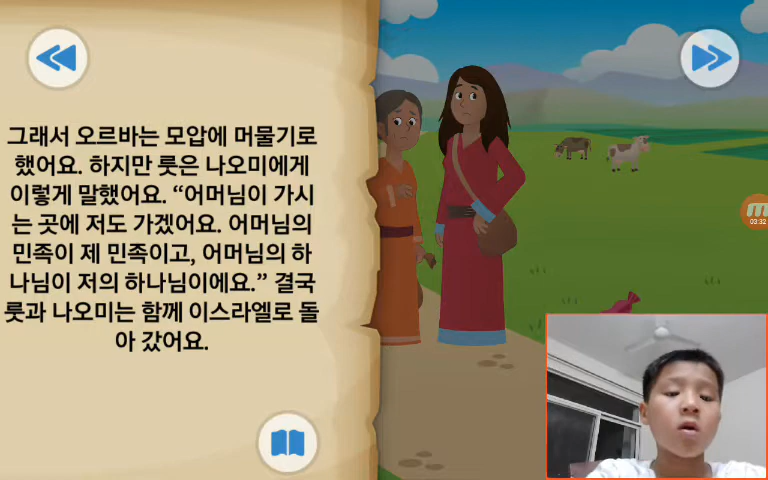 그래서 오르바는 모압에 머물기로
했어요. 하지만 룻은 나오미에게
이렇게 말했어요. “어머님이 가시
는 곳에 저도 가겠어요. 어머님의
민족이 제 민족이고, 어머님의 하
나님이 저의 하나님이에요.” 결국
룻과 나오미는 함께 이스라엘로 돌
아 갔어요.
03:32